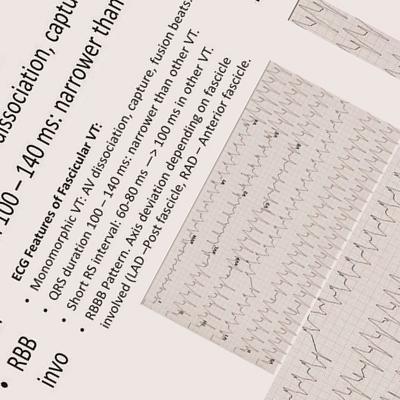 dissociation, captu
100 – 140 ms: narrower than
RBB
invo
ECG Features of Fascicular VT:
• Monomorphic VT: AV dissociation, capture, fusion beats.
• QRS duration 100 – 140 ms: narrower than other VT.
• Short RS interval: 60-80 ms —> 100 ms in other VT.
• RBBB Pattern. Axis deviation depending on fascicle
involved (LAD –Post fascicle, RAD – Anterior fascicle.